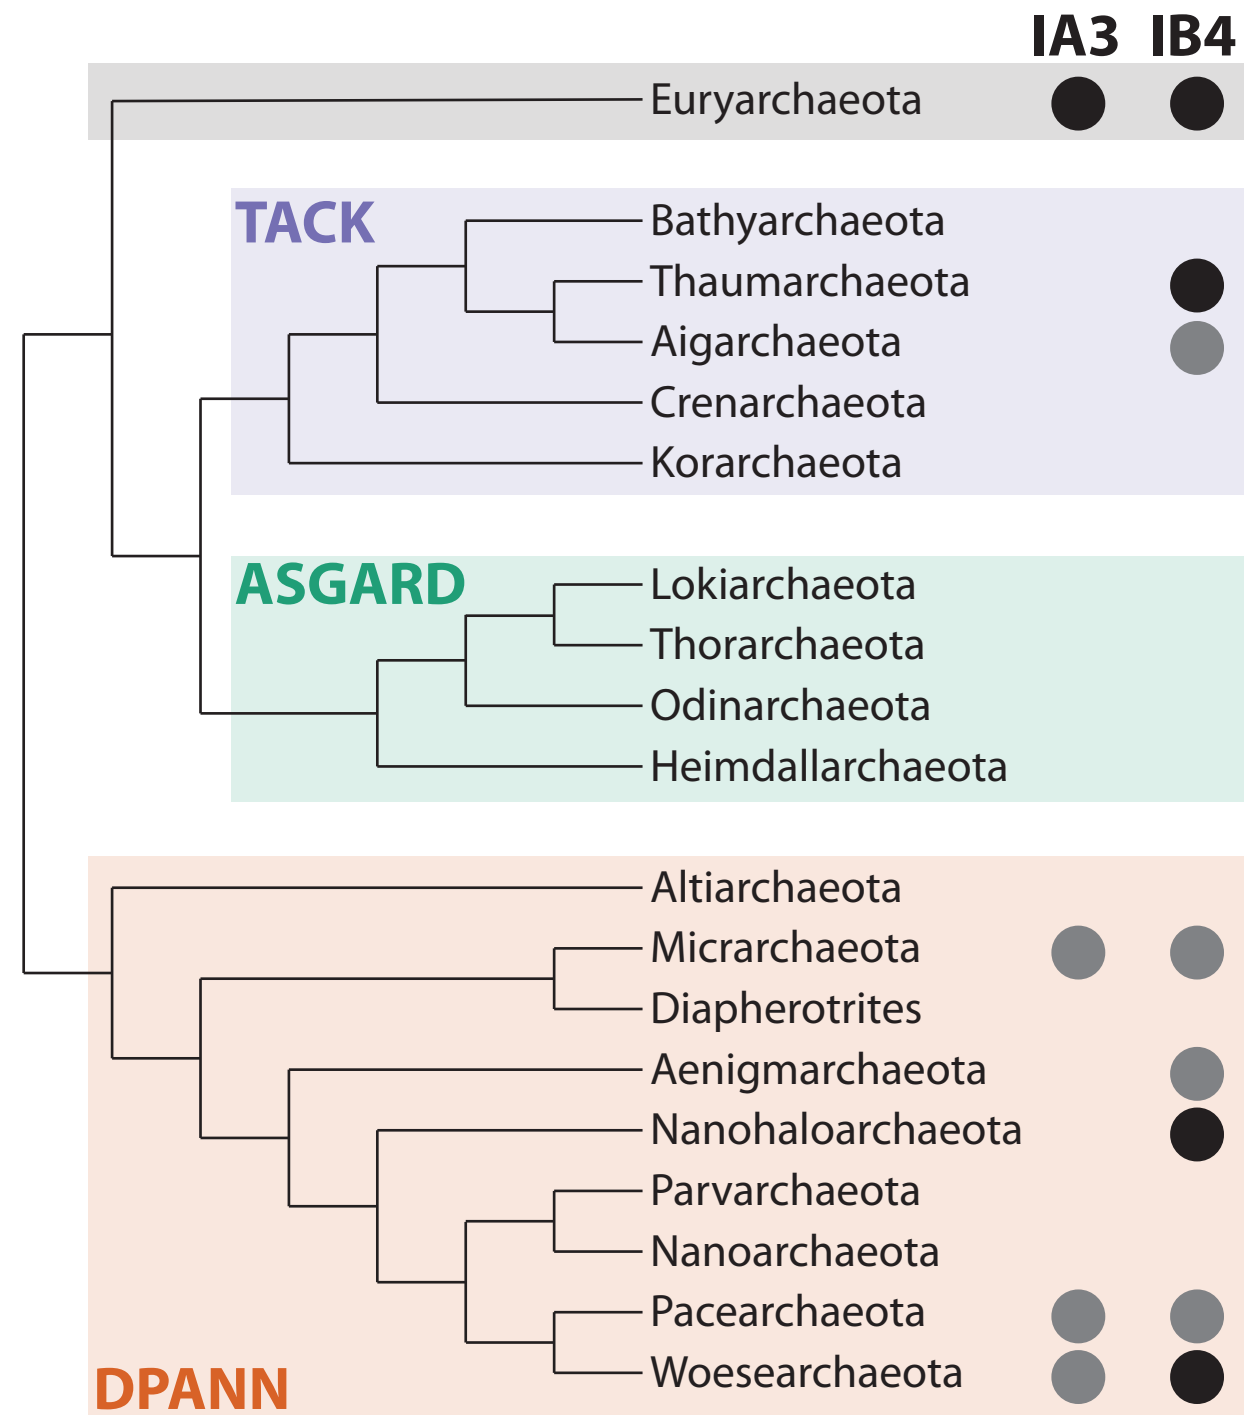 IA3 IB4
Euryarchaeota
TACK
Bathyarchaeota
Thaumarchaeota
Aigarchaeota
Crenarchaeota
Korarchaeota
ASGARD
Lokiarchaeota
Thorarchaeota
Odinarchaeota
Heimdallarchaeota
Altiarchaeota
Micrarchaeota
Diapherotrites
Aenigmarchaeota
Nanohaloarchaeota
Parvarchaeota
Nanoarchaeota
Pacearchaeota
Woesearchaeota
DPANN